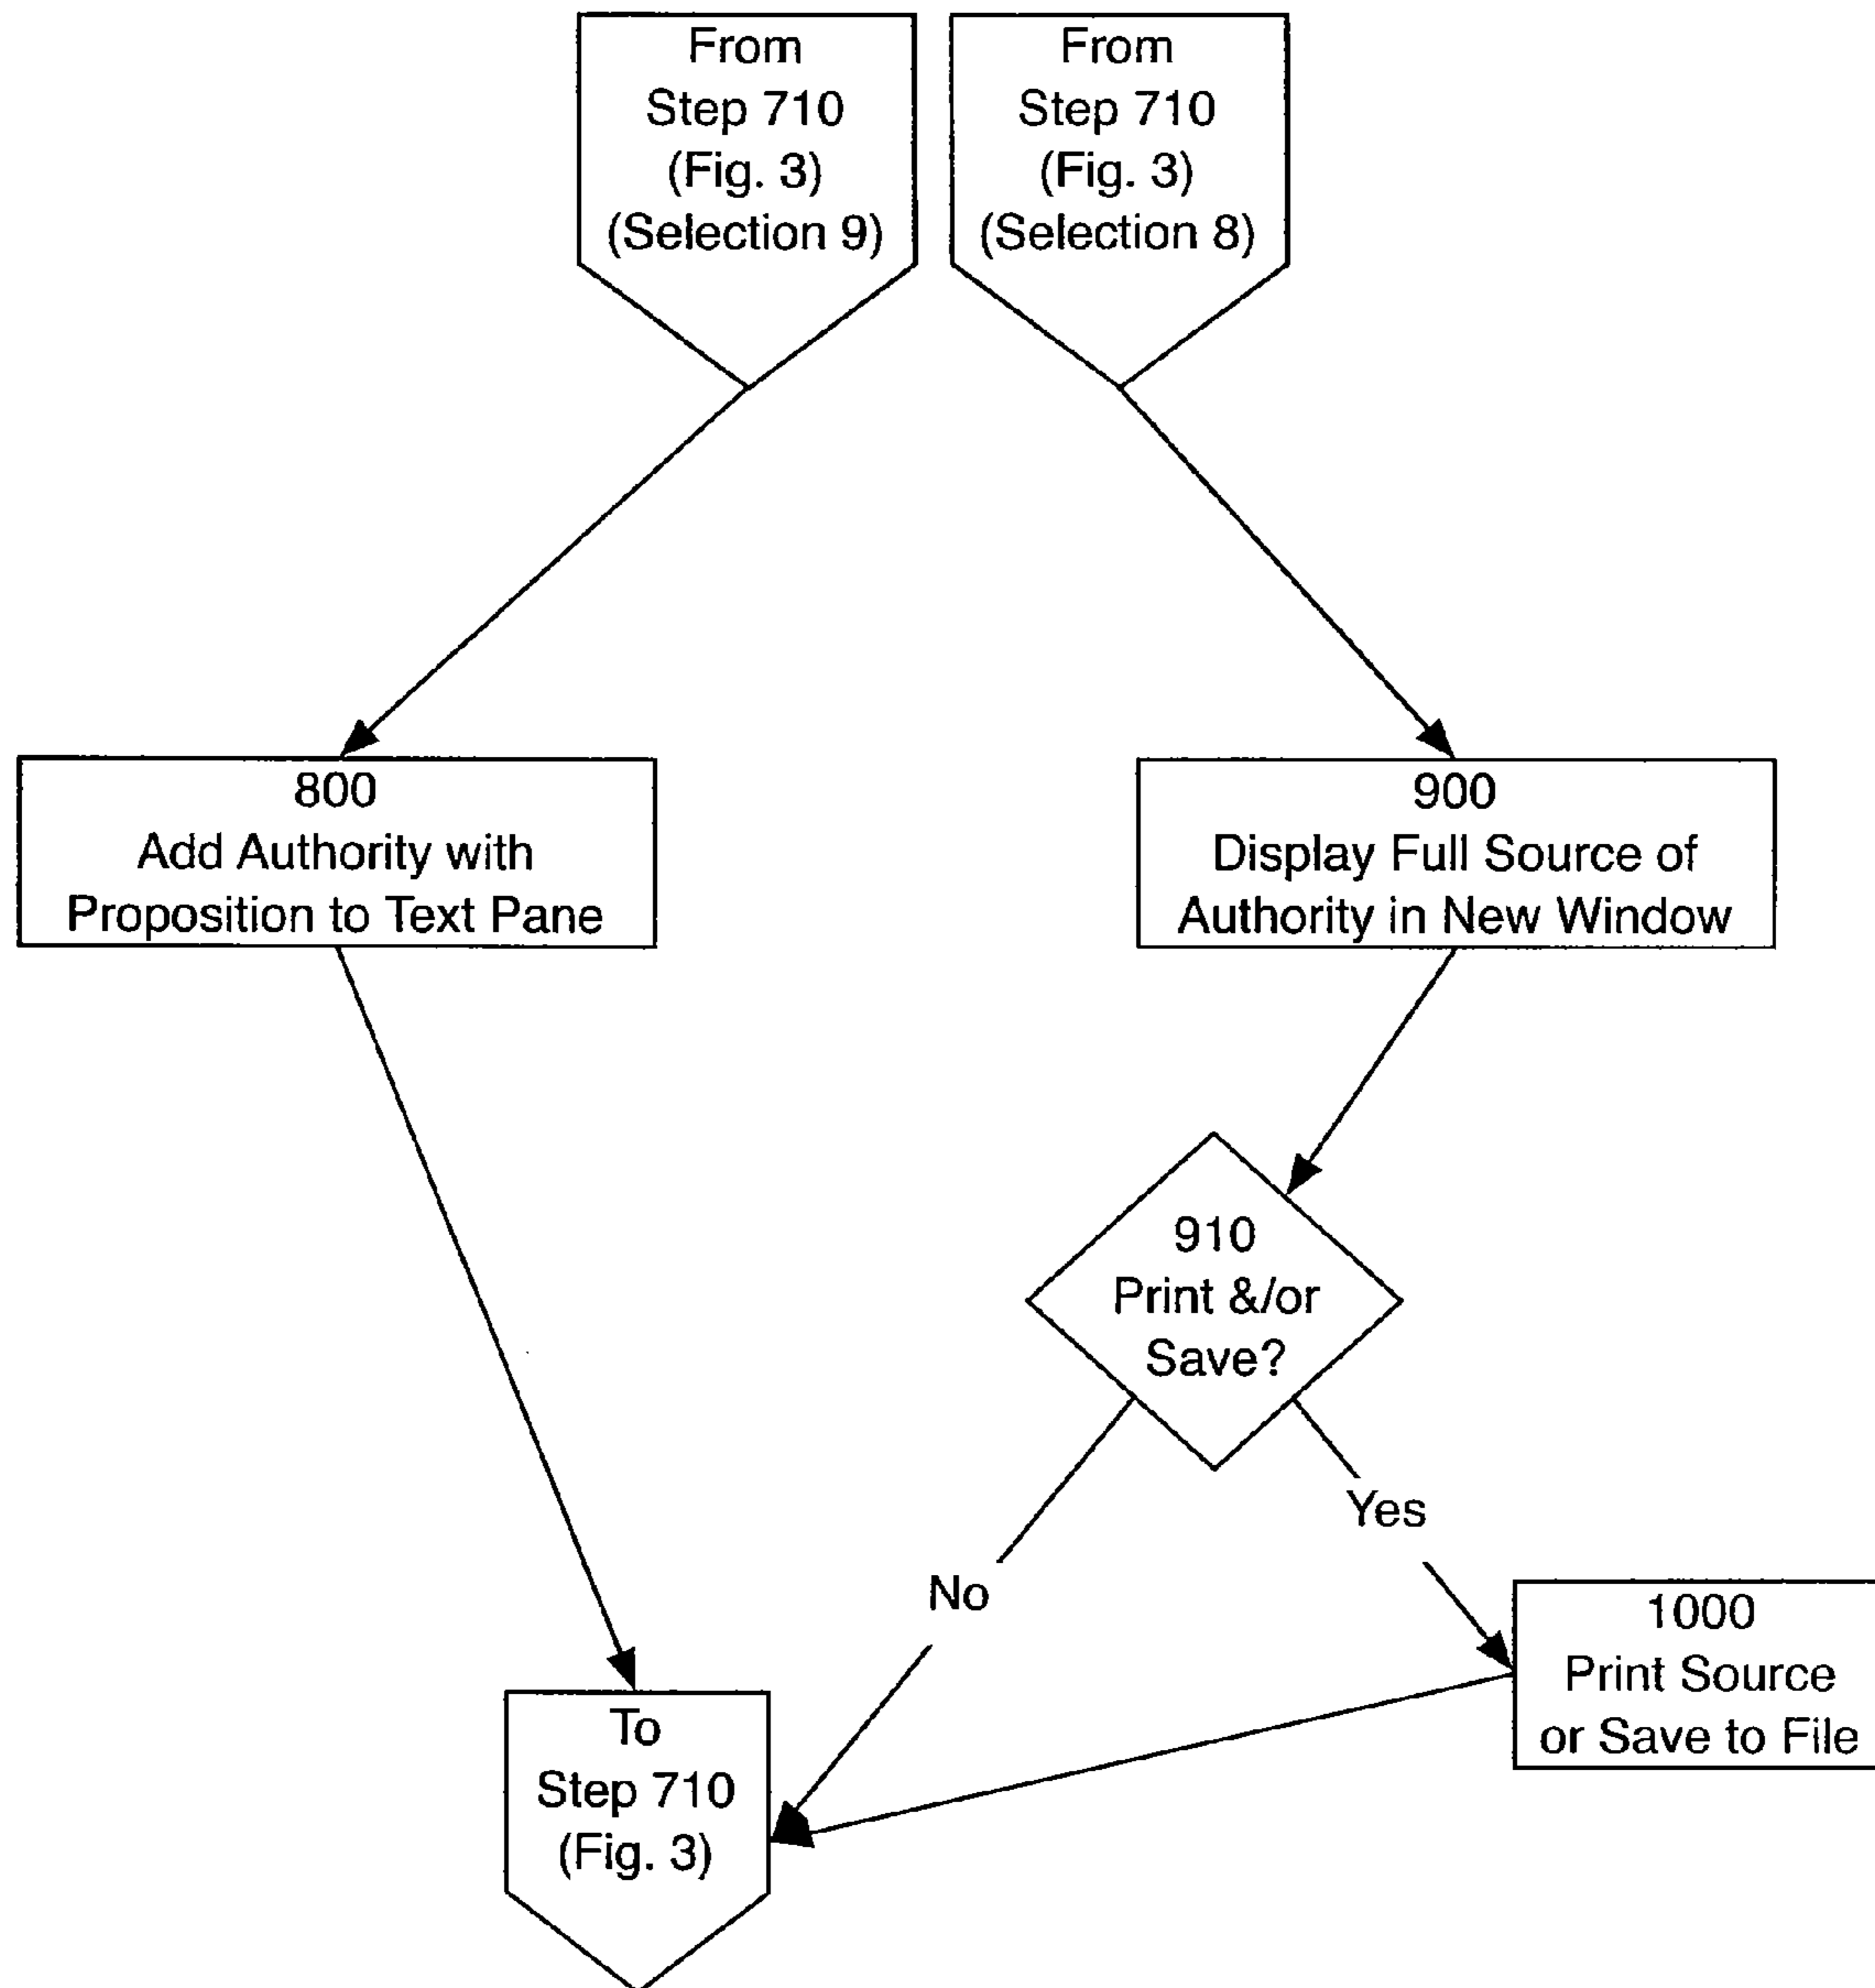 From
Step 710
(Fig. 3)
(Selection 9)
From
Step 710
(Fig. 3)
(Selection 8)
800
Add Authority with
Proposition to Text Pane
900
Display Full Source of
Authority in New Window
910
Print &/or
Save?
Yes
No
1000
Print Source
or Save to File
To
Step 710
(Fig. 3)